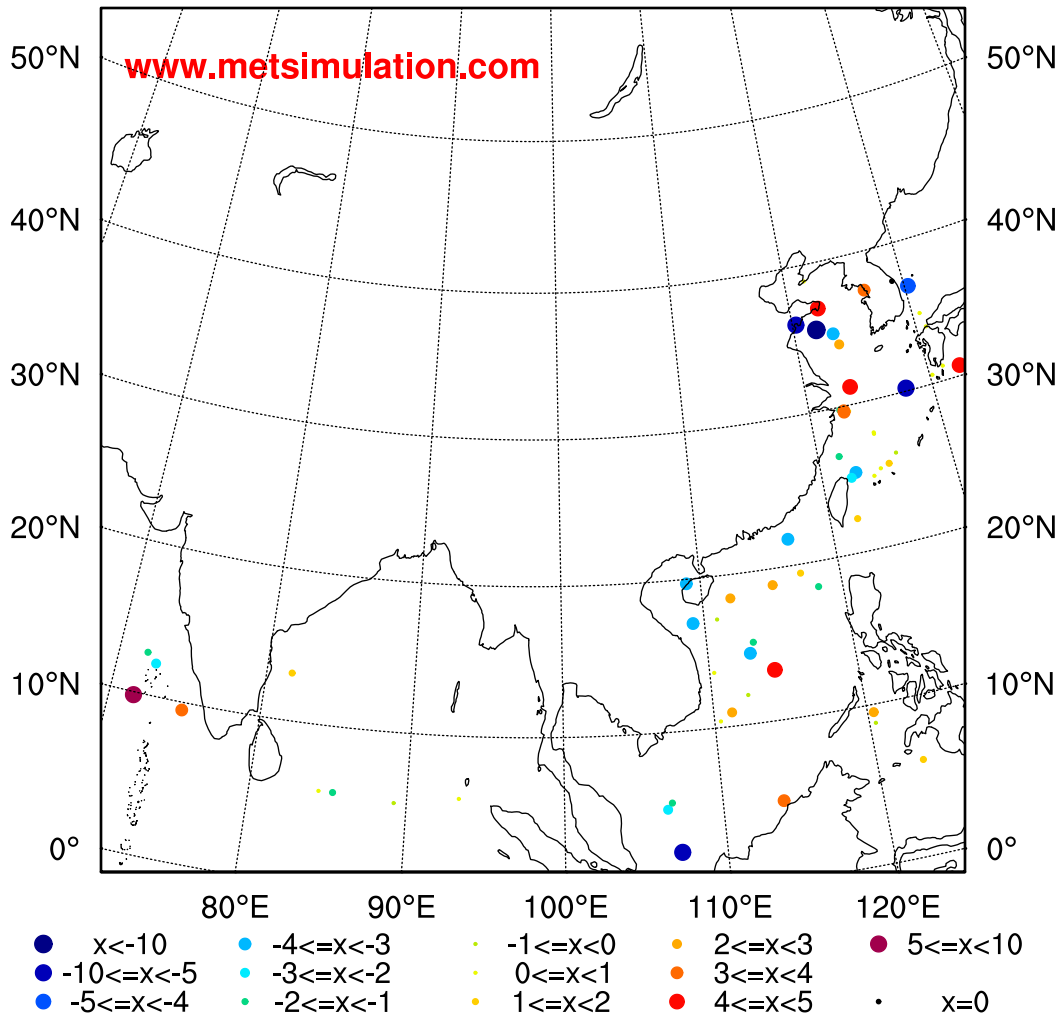 www.metsimulation.com
50°N 50°N
40°N 40°N
30°N 30°N
20°N 20°N
10°N 10°N
0° 0°
80°E 90°E 100°E 110°E 120°E
x<-10 -4<=x<-3 -1<=x<0 2<=x<3 5<=x<10
-10<=x<-5 -3<=x<-2 0<=x<1 3<=x<4
-5<=x<-4 -2<=x<-1 1<=x<2 4<=x<5 x=0